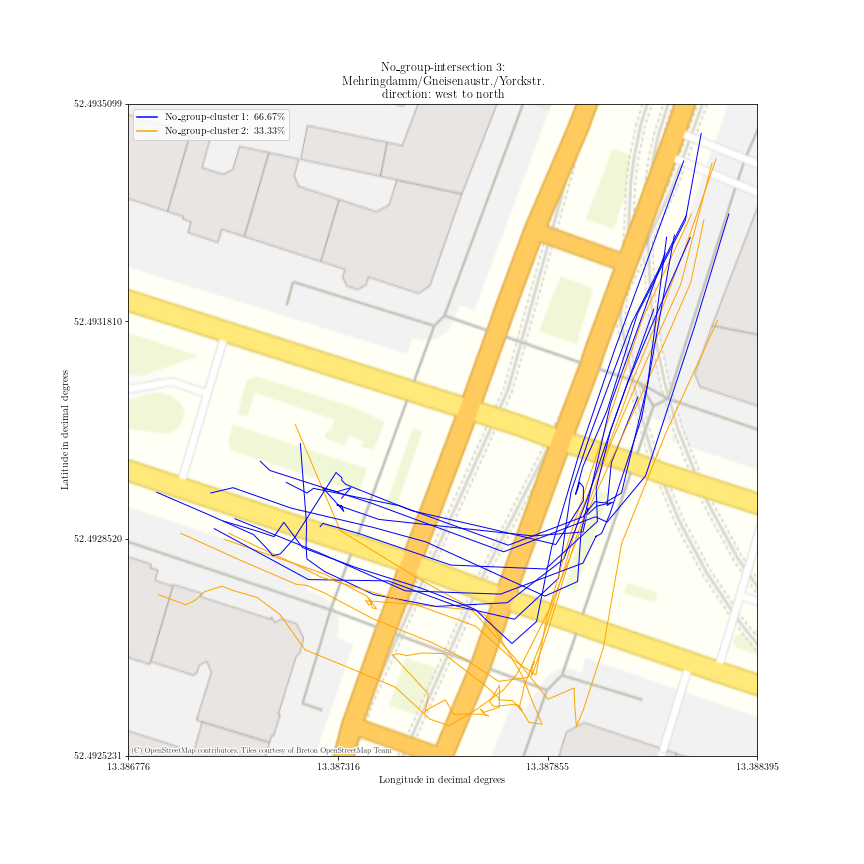 No_group-intersection 3:
Mehringdamm/Gneisenaustr./Yorckstr.
direction: west to north
52.4935099
No_group-cluster 1: 66.67%
No_group-cluster 2: 33.33%
52.4931810
Latitude in decimal degrees
52.4928520
52.4925231
(C) OpenStreetMap contributors, Tiles courtesy of Breton OpenStreetMap Team
13.386776
13.387316
13.387855
13.388395
Longitude in decimal degrees